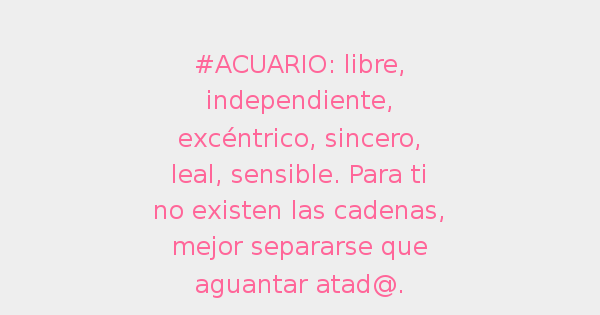 #ACUARIO: libre,
independiente,
excéntrico, sincero,
leal, sensible. Para ti
no existen las cadenas,
mejor separarse que
aguantar atad@.